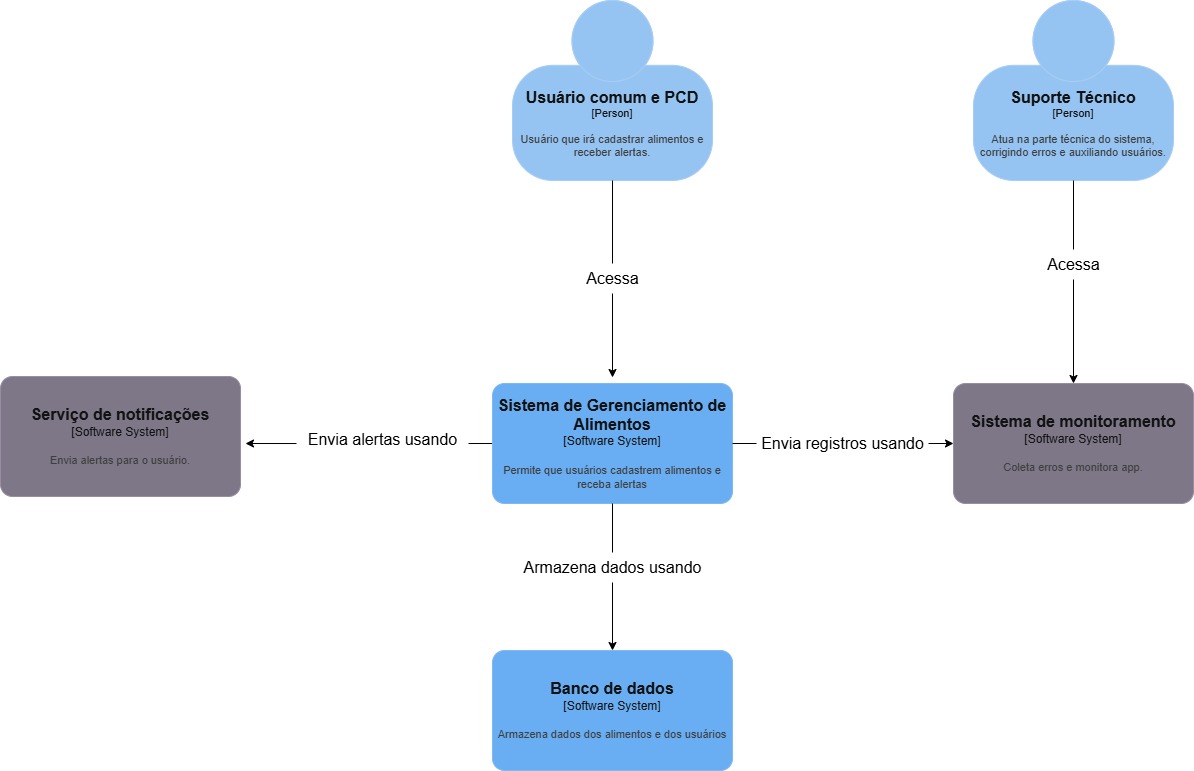 Usuário comum e PCD
[Person]
Usuário que irá cadastrar alimentos e
receber alertas.
Suporte Técnico
[Person]
Atua na parte técnica do sistema,
corrigindo erros e auxiliando usuários.
Acessa
Acessa
Serviço de notificações
[Software System]
Envia alertas para o usuário.
Envia alertas usando
Sistema de Gerenciamento de
Alimentos
[Software System]
Permite que usuários cadastrem alimentos e
receba alertas
Envia registros usando
Sistema de monitoramento
[Software System]
Coleta erros e monitora app.
Armazena dados usando
Banco de dados
[Software System]
Armazena dados dos alimentos e dos usuários